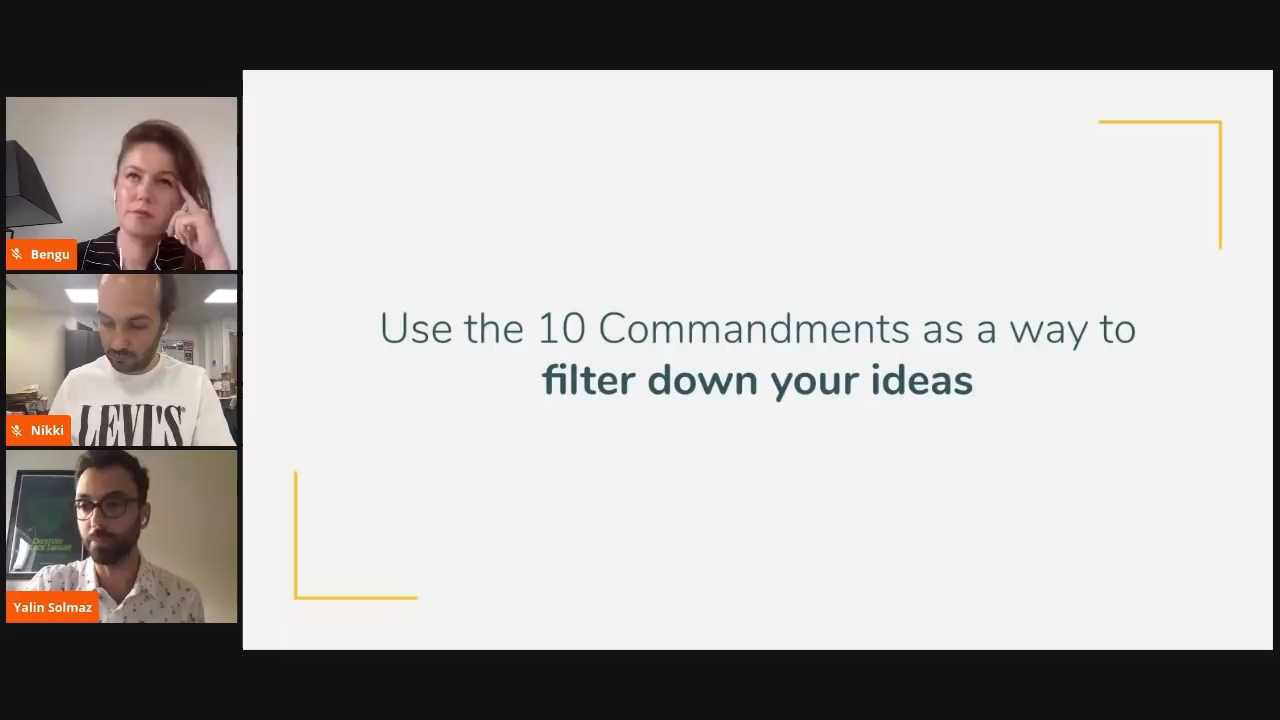 Bengu
Nikki
Yalin Solmaz
LEVI'S
Use the 10 Commandments as a way to
filter down your ideas